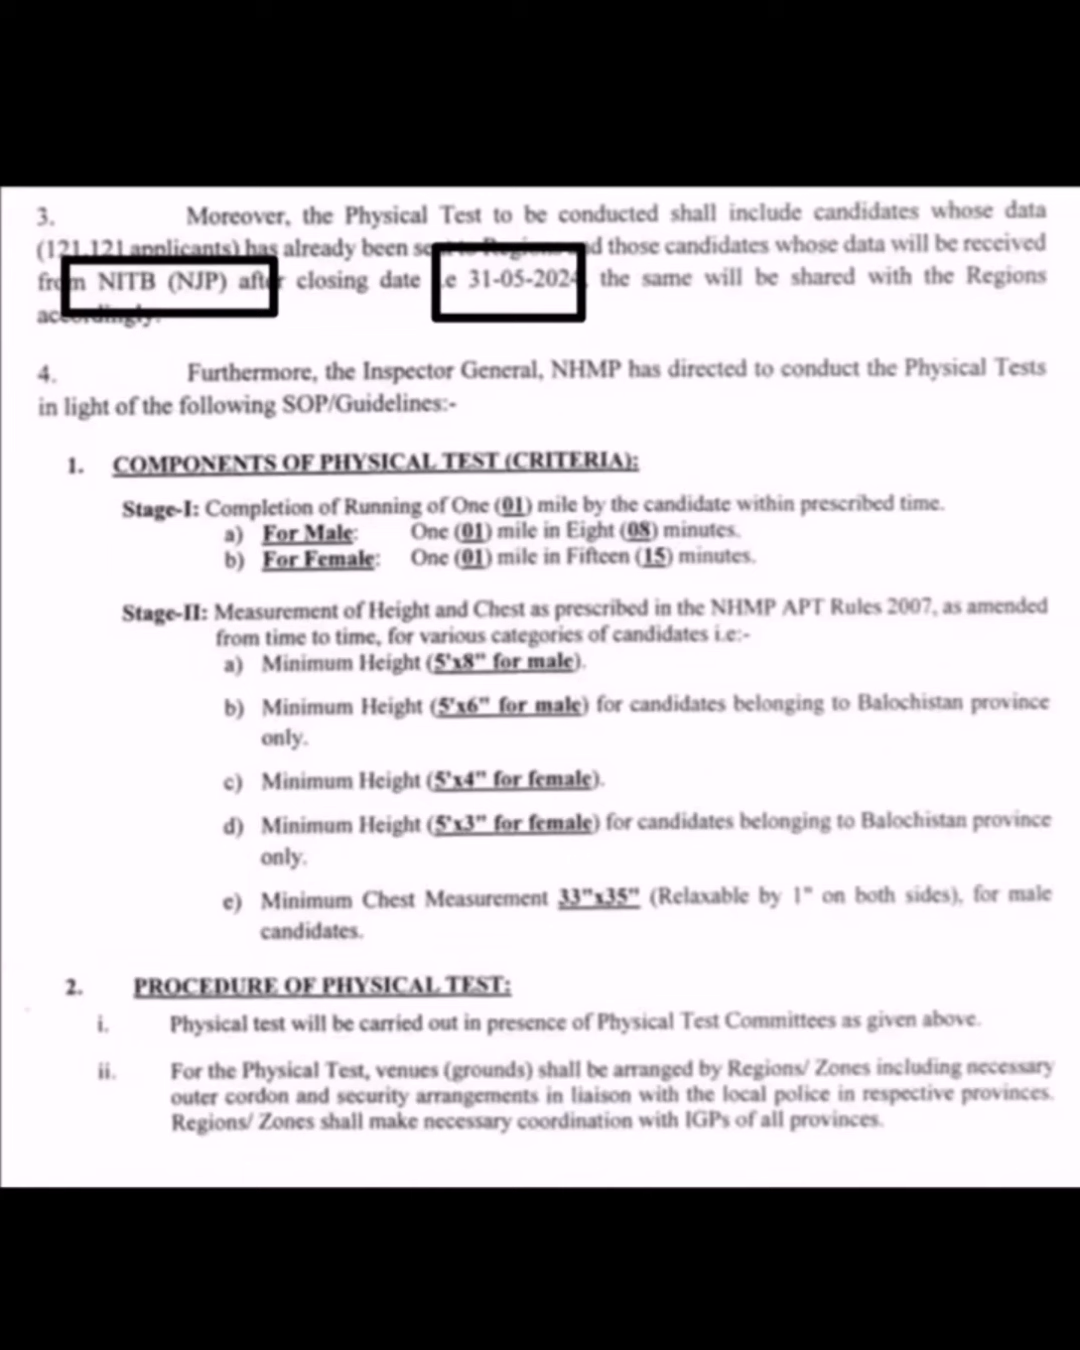 3. Moreover, the Physical Test to be conducted shall include candidates whose data
(121,121 applicants) has already been sent to Regions and those candidates whose data will be received
from NITB (NJP) after closing date i.e 31-05-2024, the same will be shared with the Regions
accordingly.
4. Furthermore, the Inspector General, NHMP has directed to conduct the Physical Tests
in light of the following SOP/Guidelines:-
1. COMPONENTS OF PHYSICAL TEST (CRITERIA):
Stage-I: Completion of Running of One (01) mile by the candidate within prescribed time.
a) For Male: One (01) mile in Eight (08) minutes.
b) For Female: One (01) mile in Fifteen (15) minutes.
Stage-II: Measurement of Height and Chest as prescribed in the NHMP APT Rules 2007, as amended
from time to time, for various categories of candidates i.e:-
a) Minimum Height (5'x8" for male).
b) Minimum Height (5'x6" for male) for candidates belonging to Balochistan province
only.
c) Minimum Height (5'x4" for female).
d) Minimum Height (5'x3" for female) for candidates belonging to Balochistan province
only.
e) Minimum Chest Measurement 33"x35" (Relaxable by 1" on both sides), for male
candidates.
2. PROCEDURE OF PHYSICAL TEST:
i. Physical test will be carried out in presence of Physical Test Committees as given above.
ii. For the Physical Test, venues (grounds) shall be arranged by Regions/ Zones including necessary
outer cordon and security arrangements in liaison with the local police in respective provinces.
Regions/ Zones shall make necessary coordination with IGPs of all provinces.